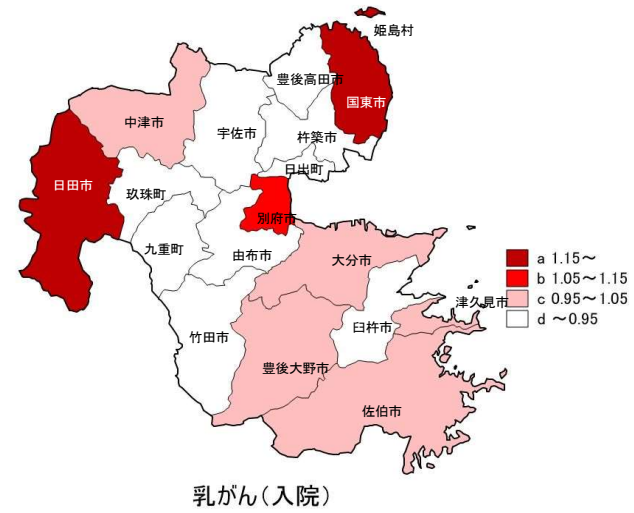 姫島村
豊後高田市
国東市
中津市
宇佐市
杵築市
日出町
日田市
玖珠町
別府市
九重町
由布市
大分市
a 1.15～
b 1.05～1.15
c 0.95～1.05
d ～0.95
津久見市
臼杵市
竹田市
豊後大野市
佐伯市
乳がん（入院）